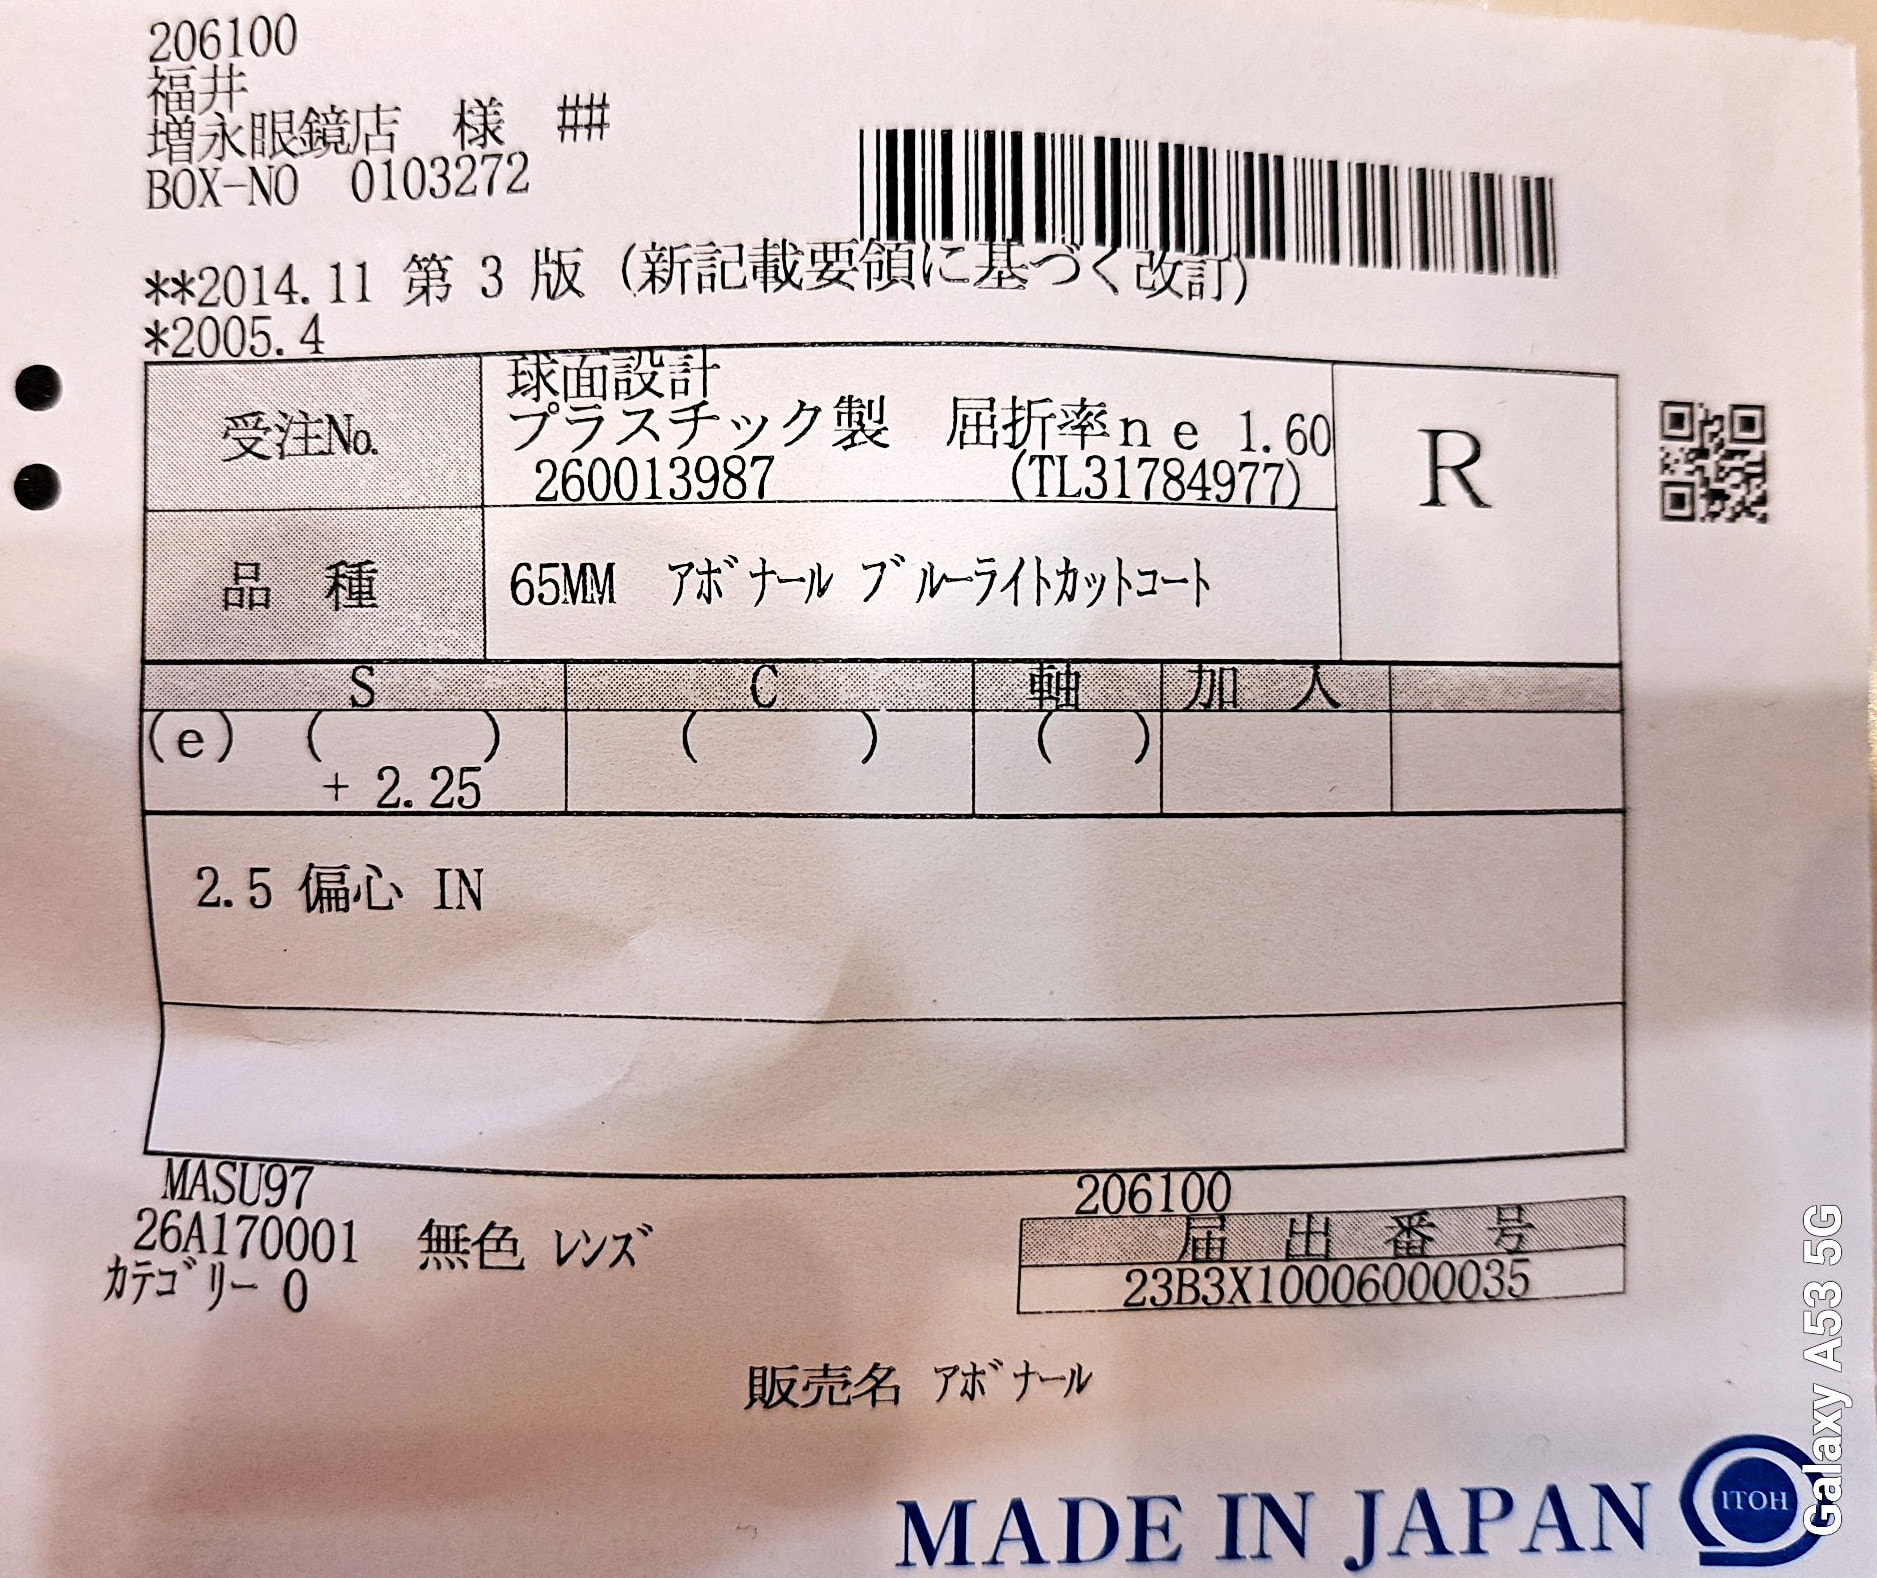 206100
福井
増永眼鏡店 様 ##
BOX-NO 0103272
**2014.11 第 3 版 (新記載要領に基づく改訂)
*2005.4
受注No.
球面設計
プラスチック製 屈折率ne 1.60
260013987 (TL31784977)
R
品 種
65MM ｱﾎﾞﾅｰﾙ ﾌﾞﾙｰﾗｲﾄｶｯﾄｺｰﾄ
S C 軸 加 入
(e) ( ) ( ) ( )
+ 2.25
2.5 偏心 IN
MASU97
26A170001 無色 ﾚﾝｽﾞ
ｶﾃｺﾞﾘｰ 0
206100
届 出 番 号
23B3X10006000035
販売名 ｱﾎﾞﾅｰﾙ
MADE IN JAPAN
ITOH
Galaxy A53 5G